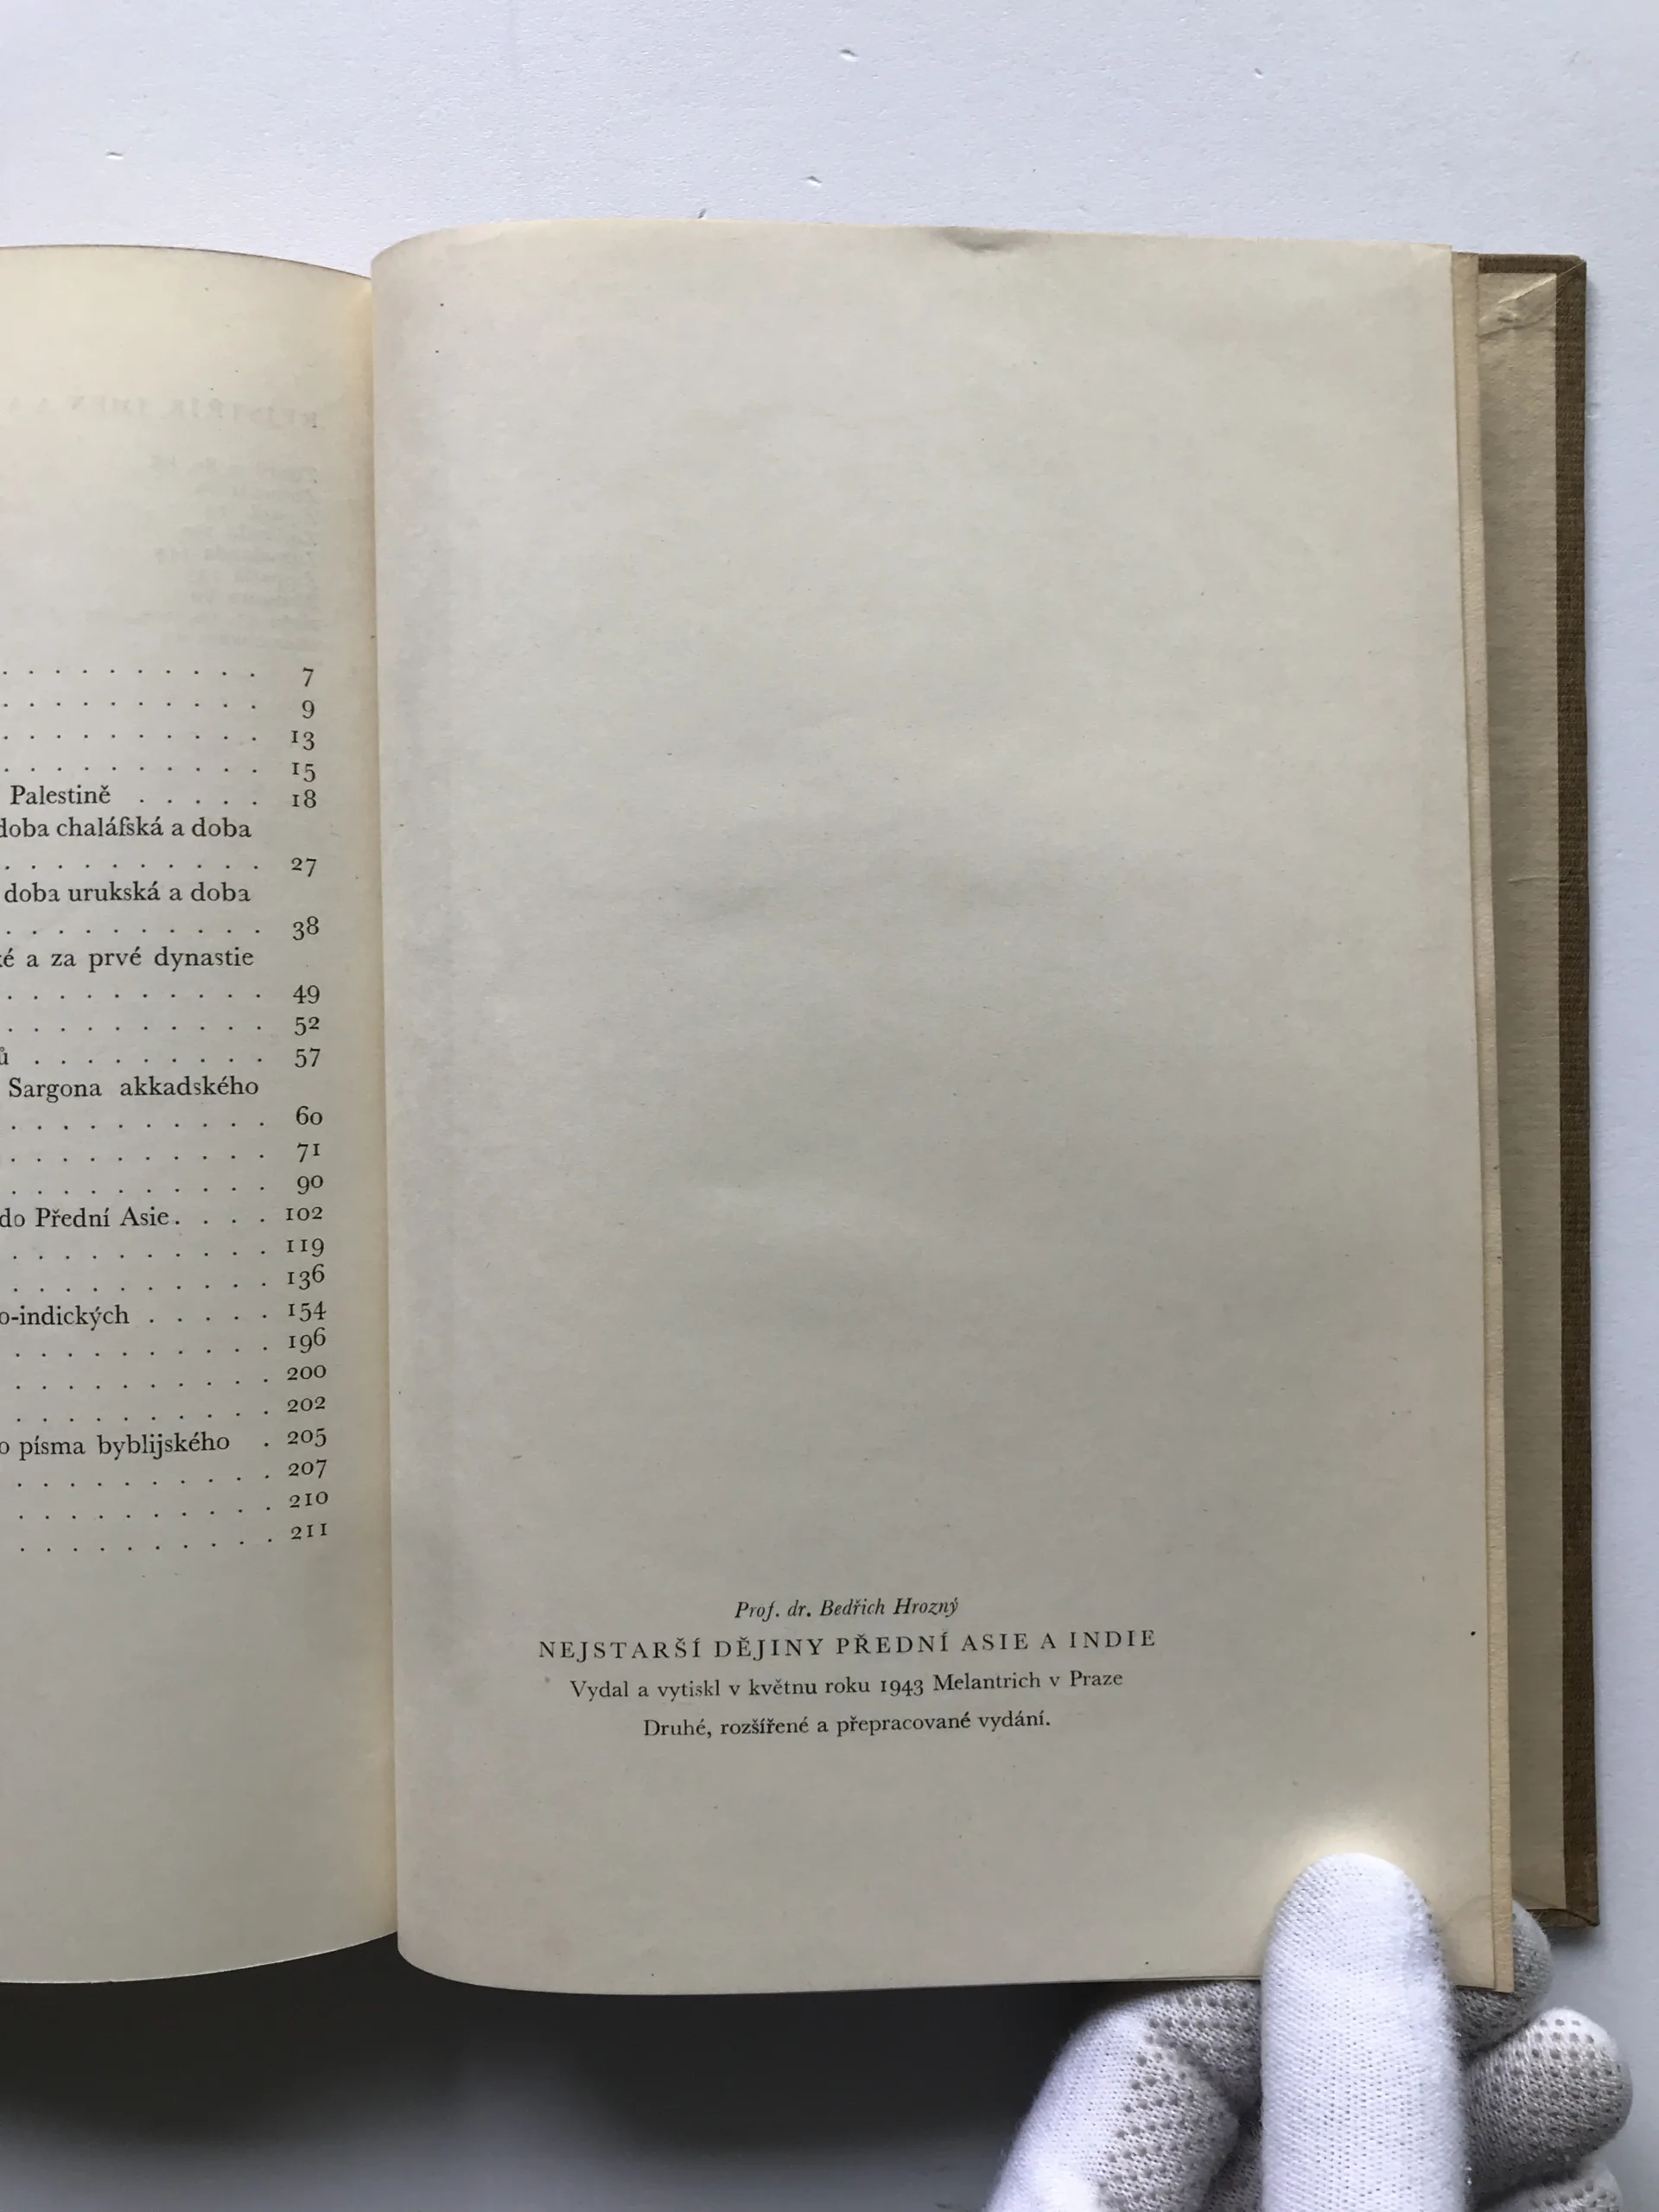 7
9
13
15
Palestině . . . . . 18
doba chaláfská a doba
27
doba urukská a doba
38
é a za prvé dynastie
49
52
ů . . . . . . . . . 57
Sargona akkadského
60
71
90
do Přední Asie . . . . 102
119
136
o-indických . . . . . 154
196
200
202
o písma byblijského . 205
207
210
211
Prof. dr. Bedřich Hrozný
NEJSTARŠÍ DĚJINY PŘEDNÍ ASIE A INDIE
Vydal a vytiskl v květnu roku 1943 Melantrich v Praze
Druhé, rozšířené a přepracované vydání.